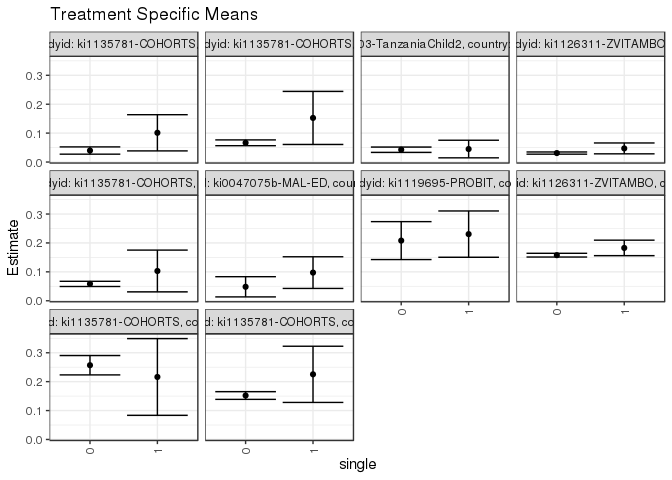 Treatment Specific Means
dyid: ki1135781-COHORTS,
dyid: ki1135781-COHORTS,
03-TanzaniaChild2, country:
dyid: ki1126311-ZVITAMBO
0.3
0.2
0.1
0.0
dyid: ki1135781-COHORTS,
: ki0047075b-MAL-ED, coun
dyid: ki1119695-PROBIT, co
id: ki1126311-ZVITAMBO, c
0.3
0.2
0.1
0.0
0
1
0
1
d: ki1135781-COHORTS, co
d: ki1135781-COHORTS, co
0.3
0.2
0.1
0.0
0
1
0
1
Estimate
single